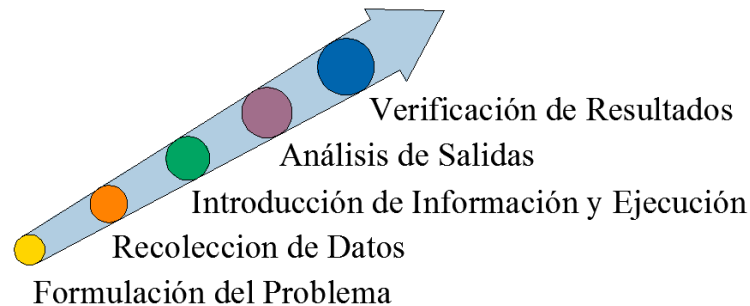 Verificación de Resultados
Análisis de Salidas
Introducción de Información y Ejecución
Recoleccion de Datos
Formulación del Problema